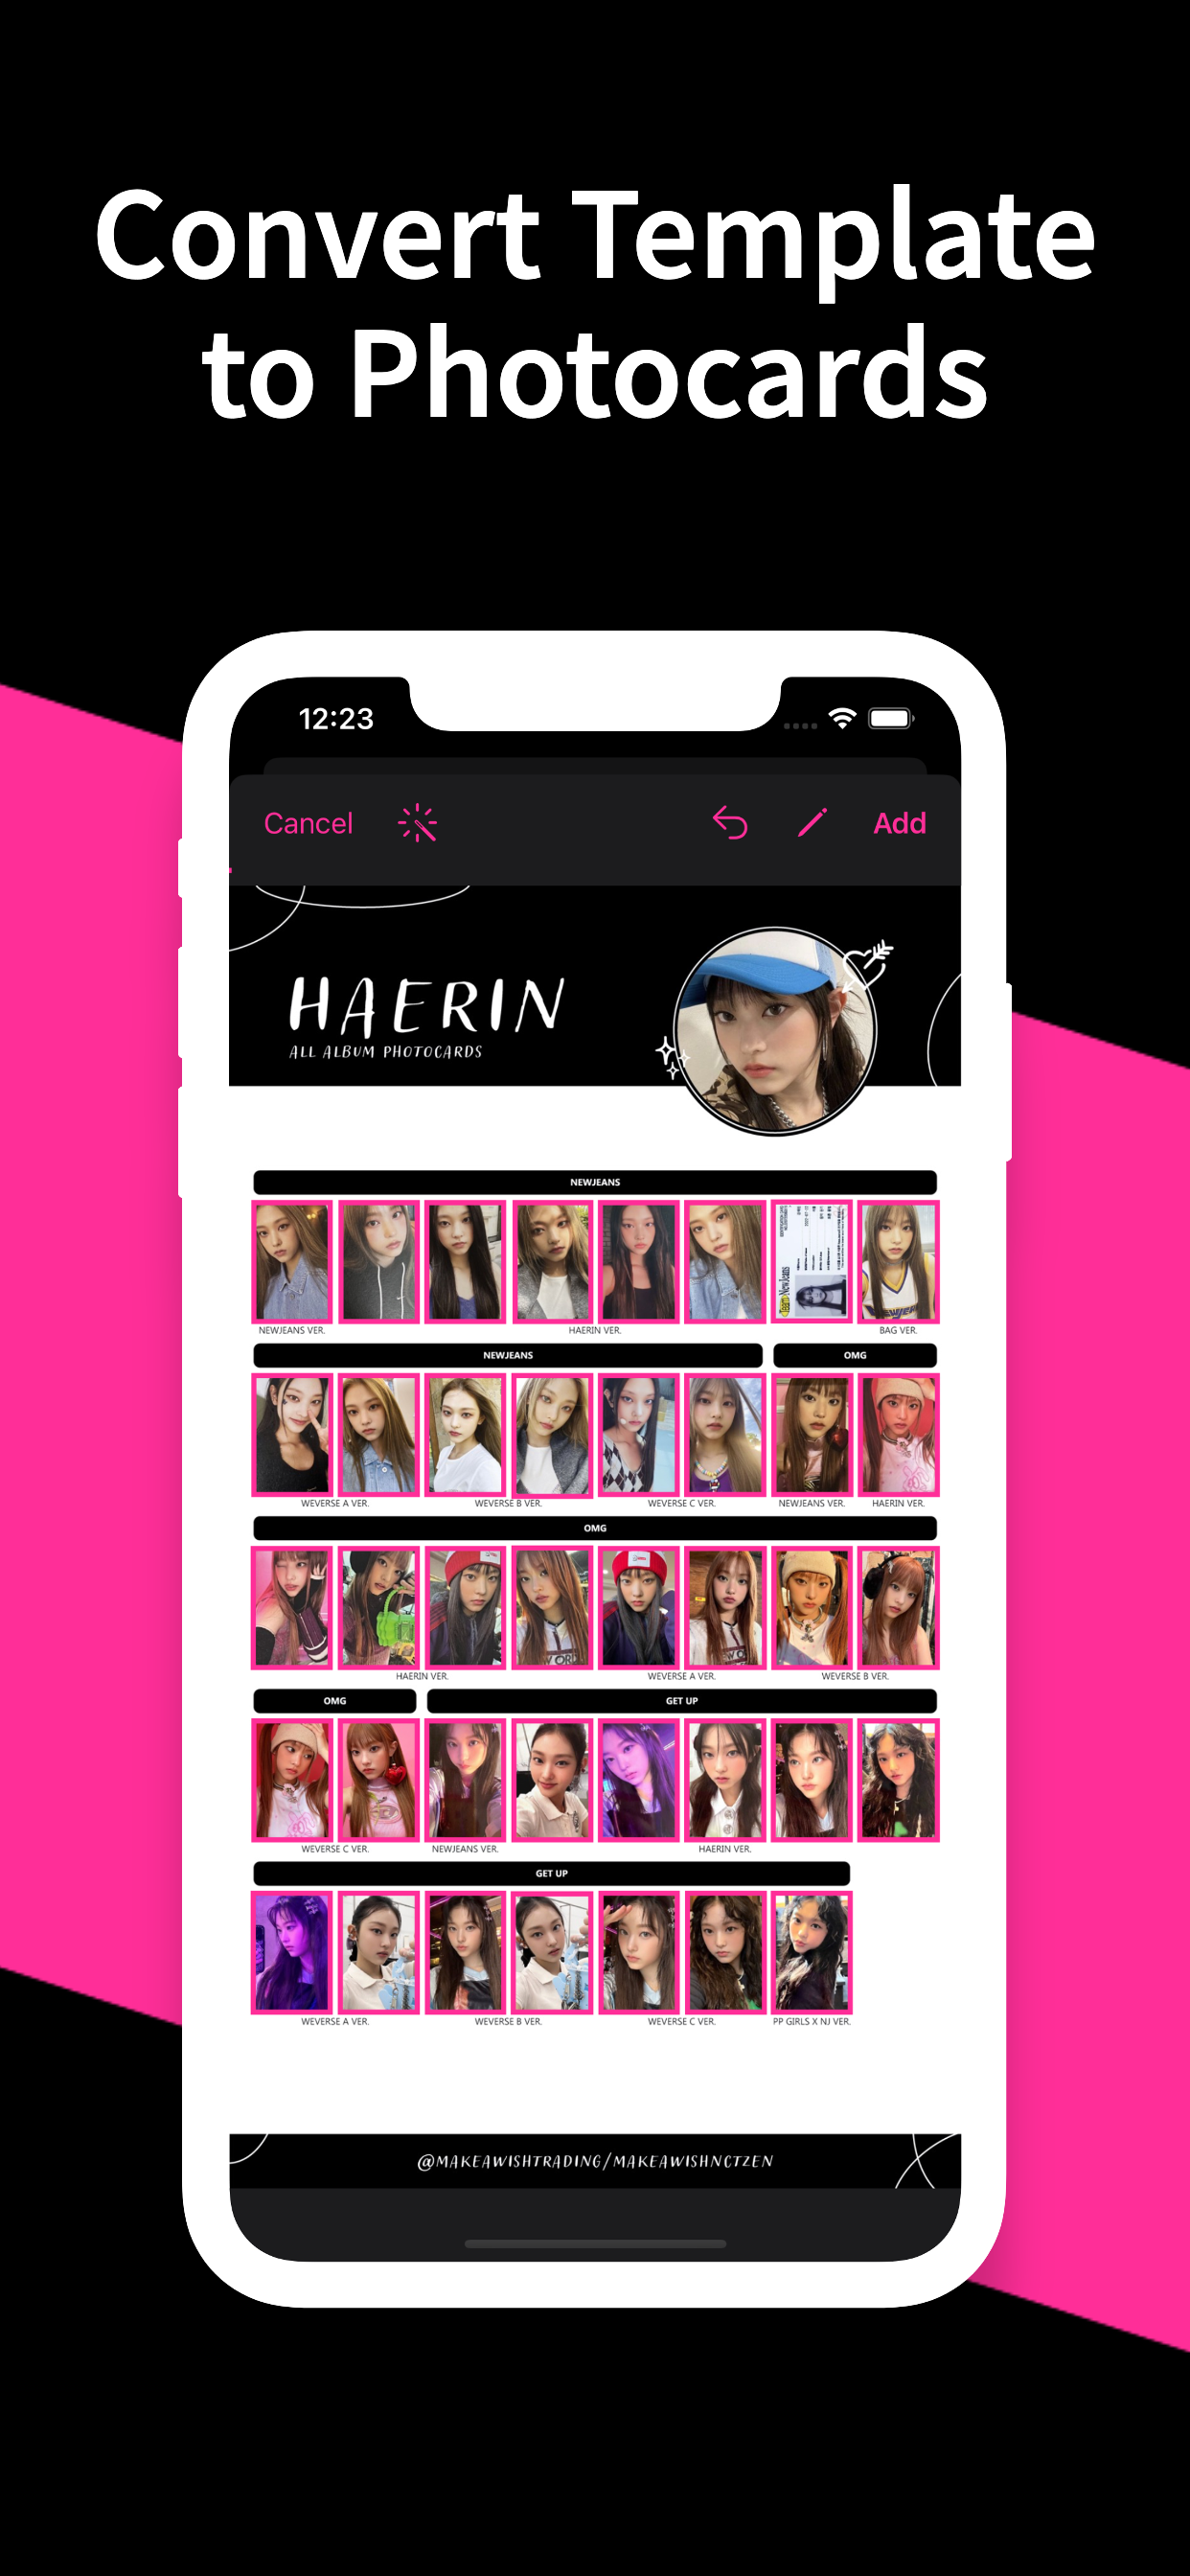 Convert Template
to Photocards
12:23
Cancel
Add
HAERIN
ALL ALBUM PHOTOCARDS
NEWJEANS
NEWJEANS VER.
HAERIN VER.
BAG VER.
NEWJEANS
OMG
WEVERSE A VER.
WEVERSE B VER.
WEVERSE C VER.
NEWJEANS VER.
HAERIN VER.
OMG
HAERIN VER.
WEVERSE A VER.
WEVERSE B VER.
OMG
GET UP
WEVERSE C VER.
NEWJEANS VER.
HAERIN VER.
GET UP
WEVERSE A VER.
WEVERSE B VER.
WEVERSE C VER.
PP GIRLS X NJ VER.
@MAKEAWISHTRADING/MAKEAWISHNCTZEN